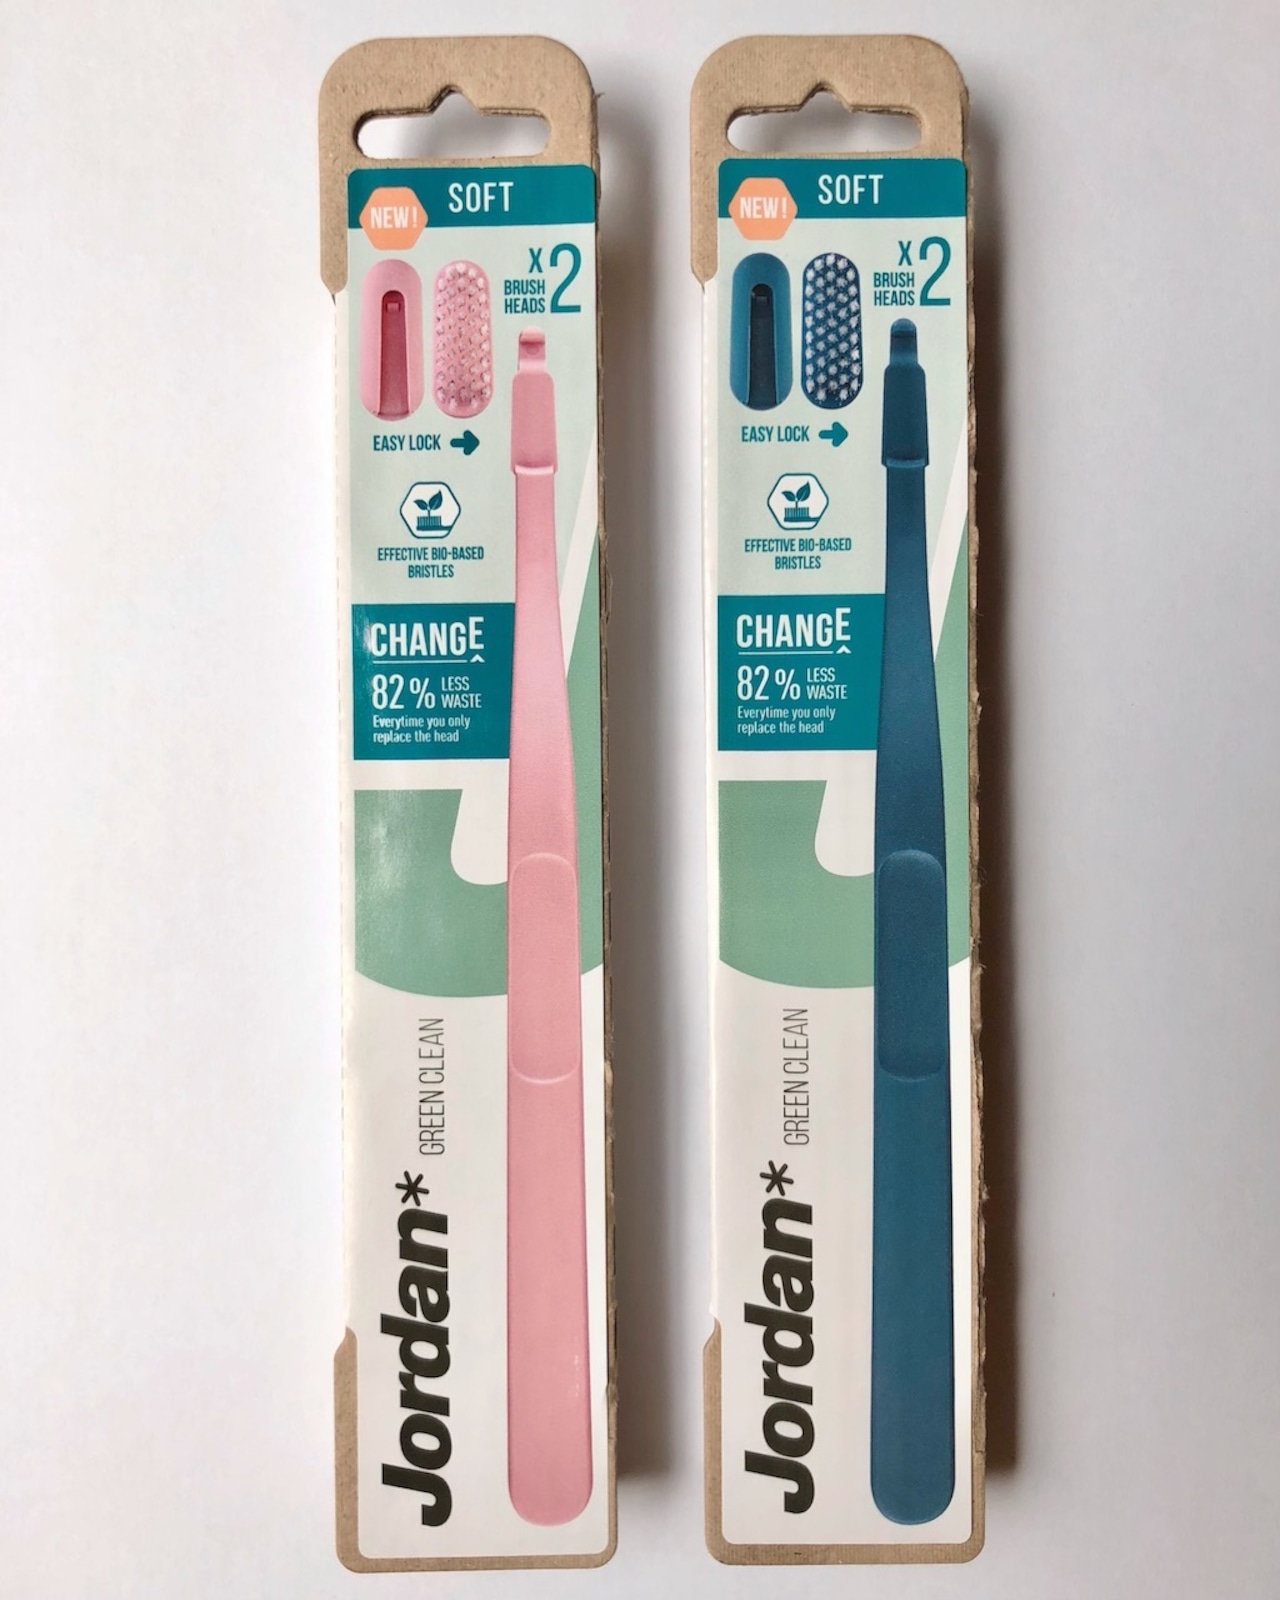 SOFT
NEW!
X 2
BRUSH
HEADS
EASY LOCK
EFFECTIVE BIO-BASED
BRISTLES
CHANGE
82% LESS
WASTE
Everytime you only
replace the head
Jordan* GREEN CLEAN
SOFT
NEW!
X 2
BRUSH
HEADS
EASY LOCK
EFFECTIVE BIO-BASED
BRISTLES
CHANGE
82% LESS
WASTE
Everytime you only
replace the head
Jordan* GREEN CLEAN